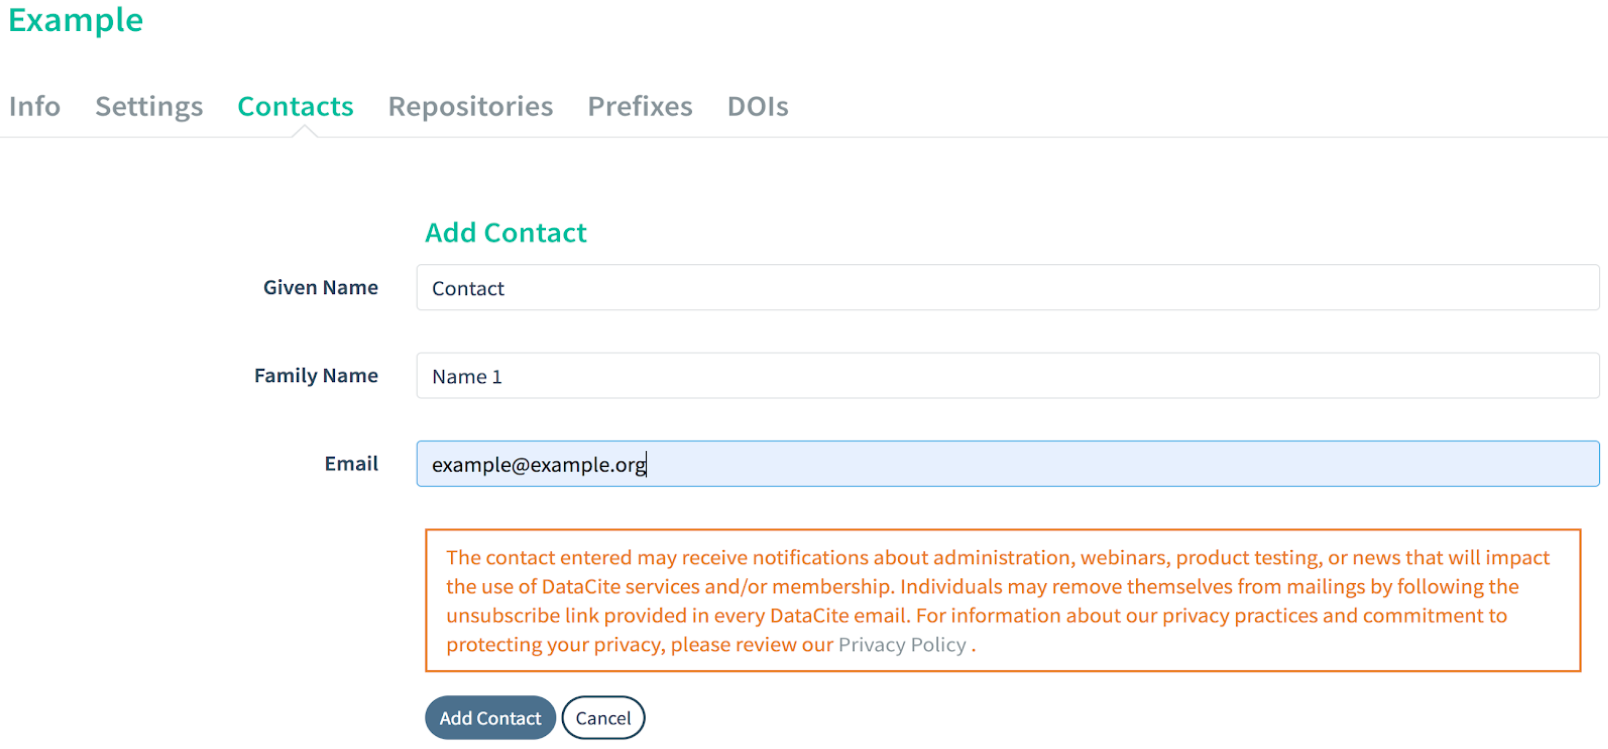 Example
Info Settings Contacts Repositories Prefixes DOIs
Add Contact
Given Name Contact
Family Name Name 1
Email example@example.org
The contact entered may receive notifications about administration, webinars, product testing, or news that will impact
the use of DataCite services and/or membership. Individuals may remove themselves from mailings by following the
unsubscribe link provided in every DataCite email. For information about our privacy practices and commitment to
protecting your privacy, please review our Privacy Policy .
Add Contact Cancel